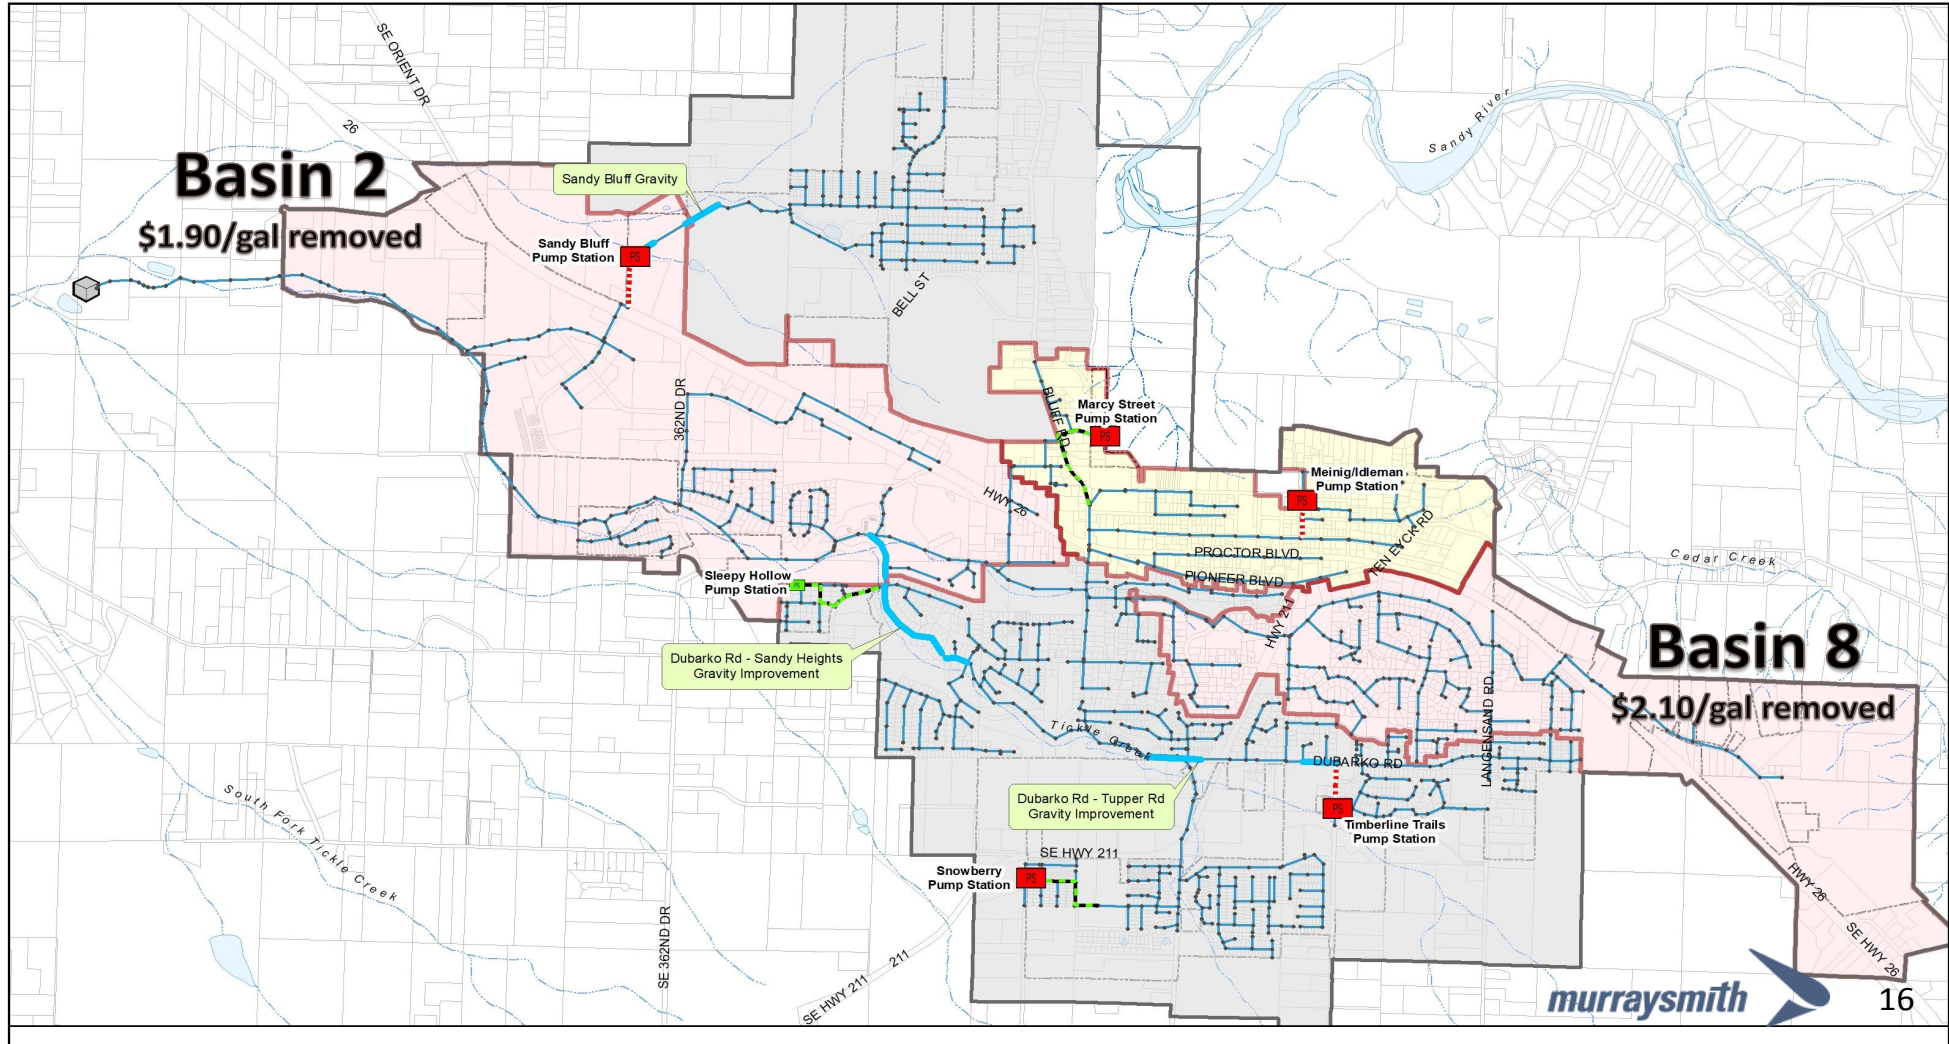 SE ORIENT DR
26
Sandy River
Basin 2
$1.90/gal removed
Sandy Bluff Gravity
Sandy Bluff
Pump Station
PS
BELL ST
362ND DR
BLUFF RD
Marcy Street
Pump Station
PS
Meinig/Idleman
Pump Station
PS
HWY 26
TEN EYCK RD
PROCTOR BLVD
PIONEER BLVD
Cedar Creek
Sleepy Hollow
Pump Station
PS
HWY 211
Dubarko Rd - Sandy Heights
Gravity Improvement
Basin 8
$2.10/gal removed
LANGENSAND RD
Tickle Creek
DUBARKO RD
Dubarko Rd - Tupper Rd
Gravity Improvement
PS
Timberline Trails
Pump Station
South Fork Tickle Creek
SE HWY 211
Snowberry
Pump Station
PS
HWY 26
SE HWY 26
SE 362ND DR
211
SE HWY 211
murraysmith
16